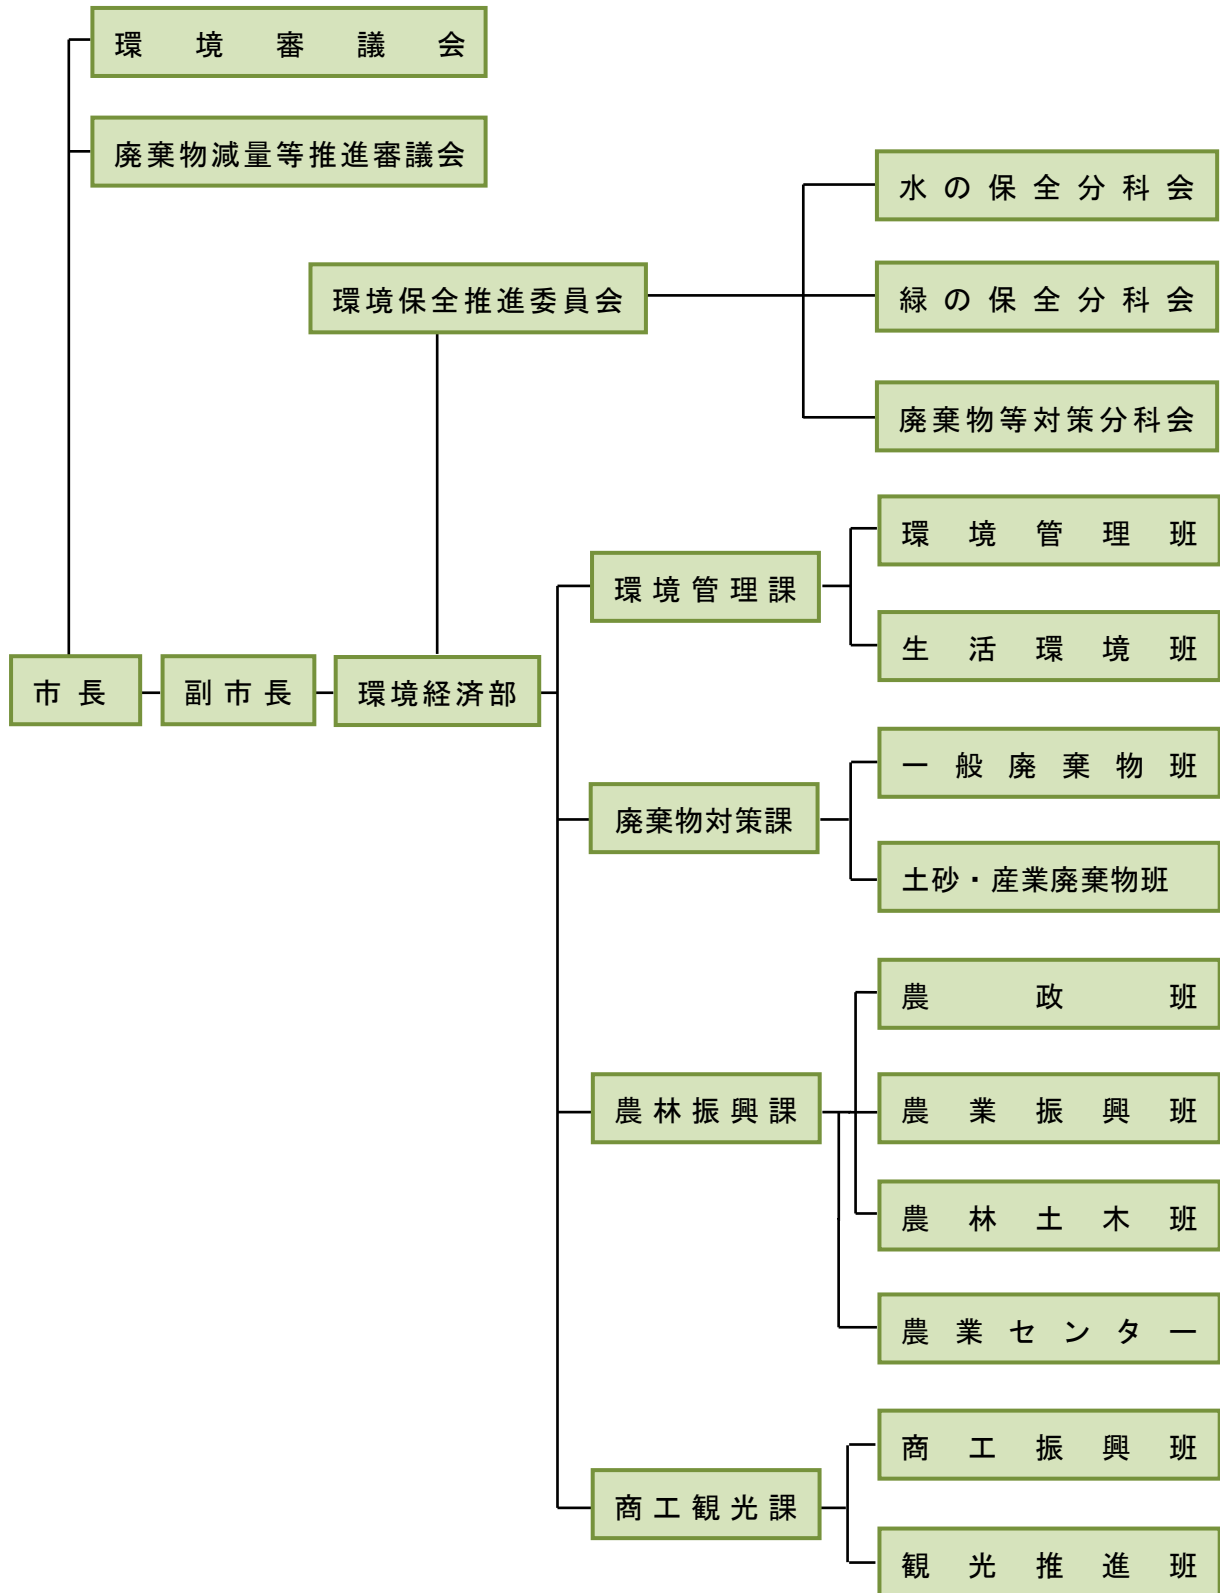 環境審議会
廃棄物減量等推進審議会
水の保全分科会
環境保全推進委員会
緑の保全分科会
廃棄物等対策分科会
環境管理班
環境管理課
生活環境班
市長
副市長
環境経済部
一般廃棄物班
廃棄物対策課
土砂・産業廃棄物班
農政班
農林振興課
農業振興班
農林土木班
農業センター
商工振興班
商工観光課
観光推進班